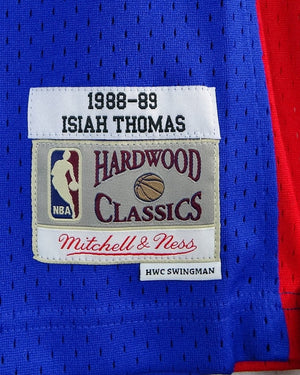 1988-89
ISIAH THOMAS
HARDWOOD
CLASSICS
NBA
Mitchell & Ness
HWC SWINGMAN